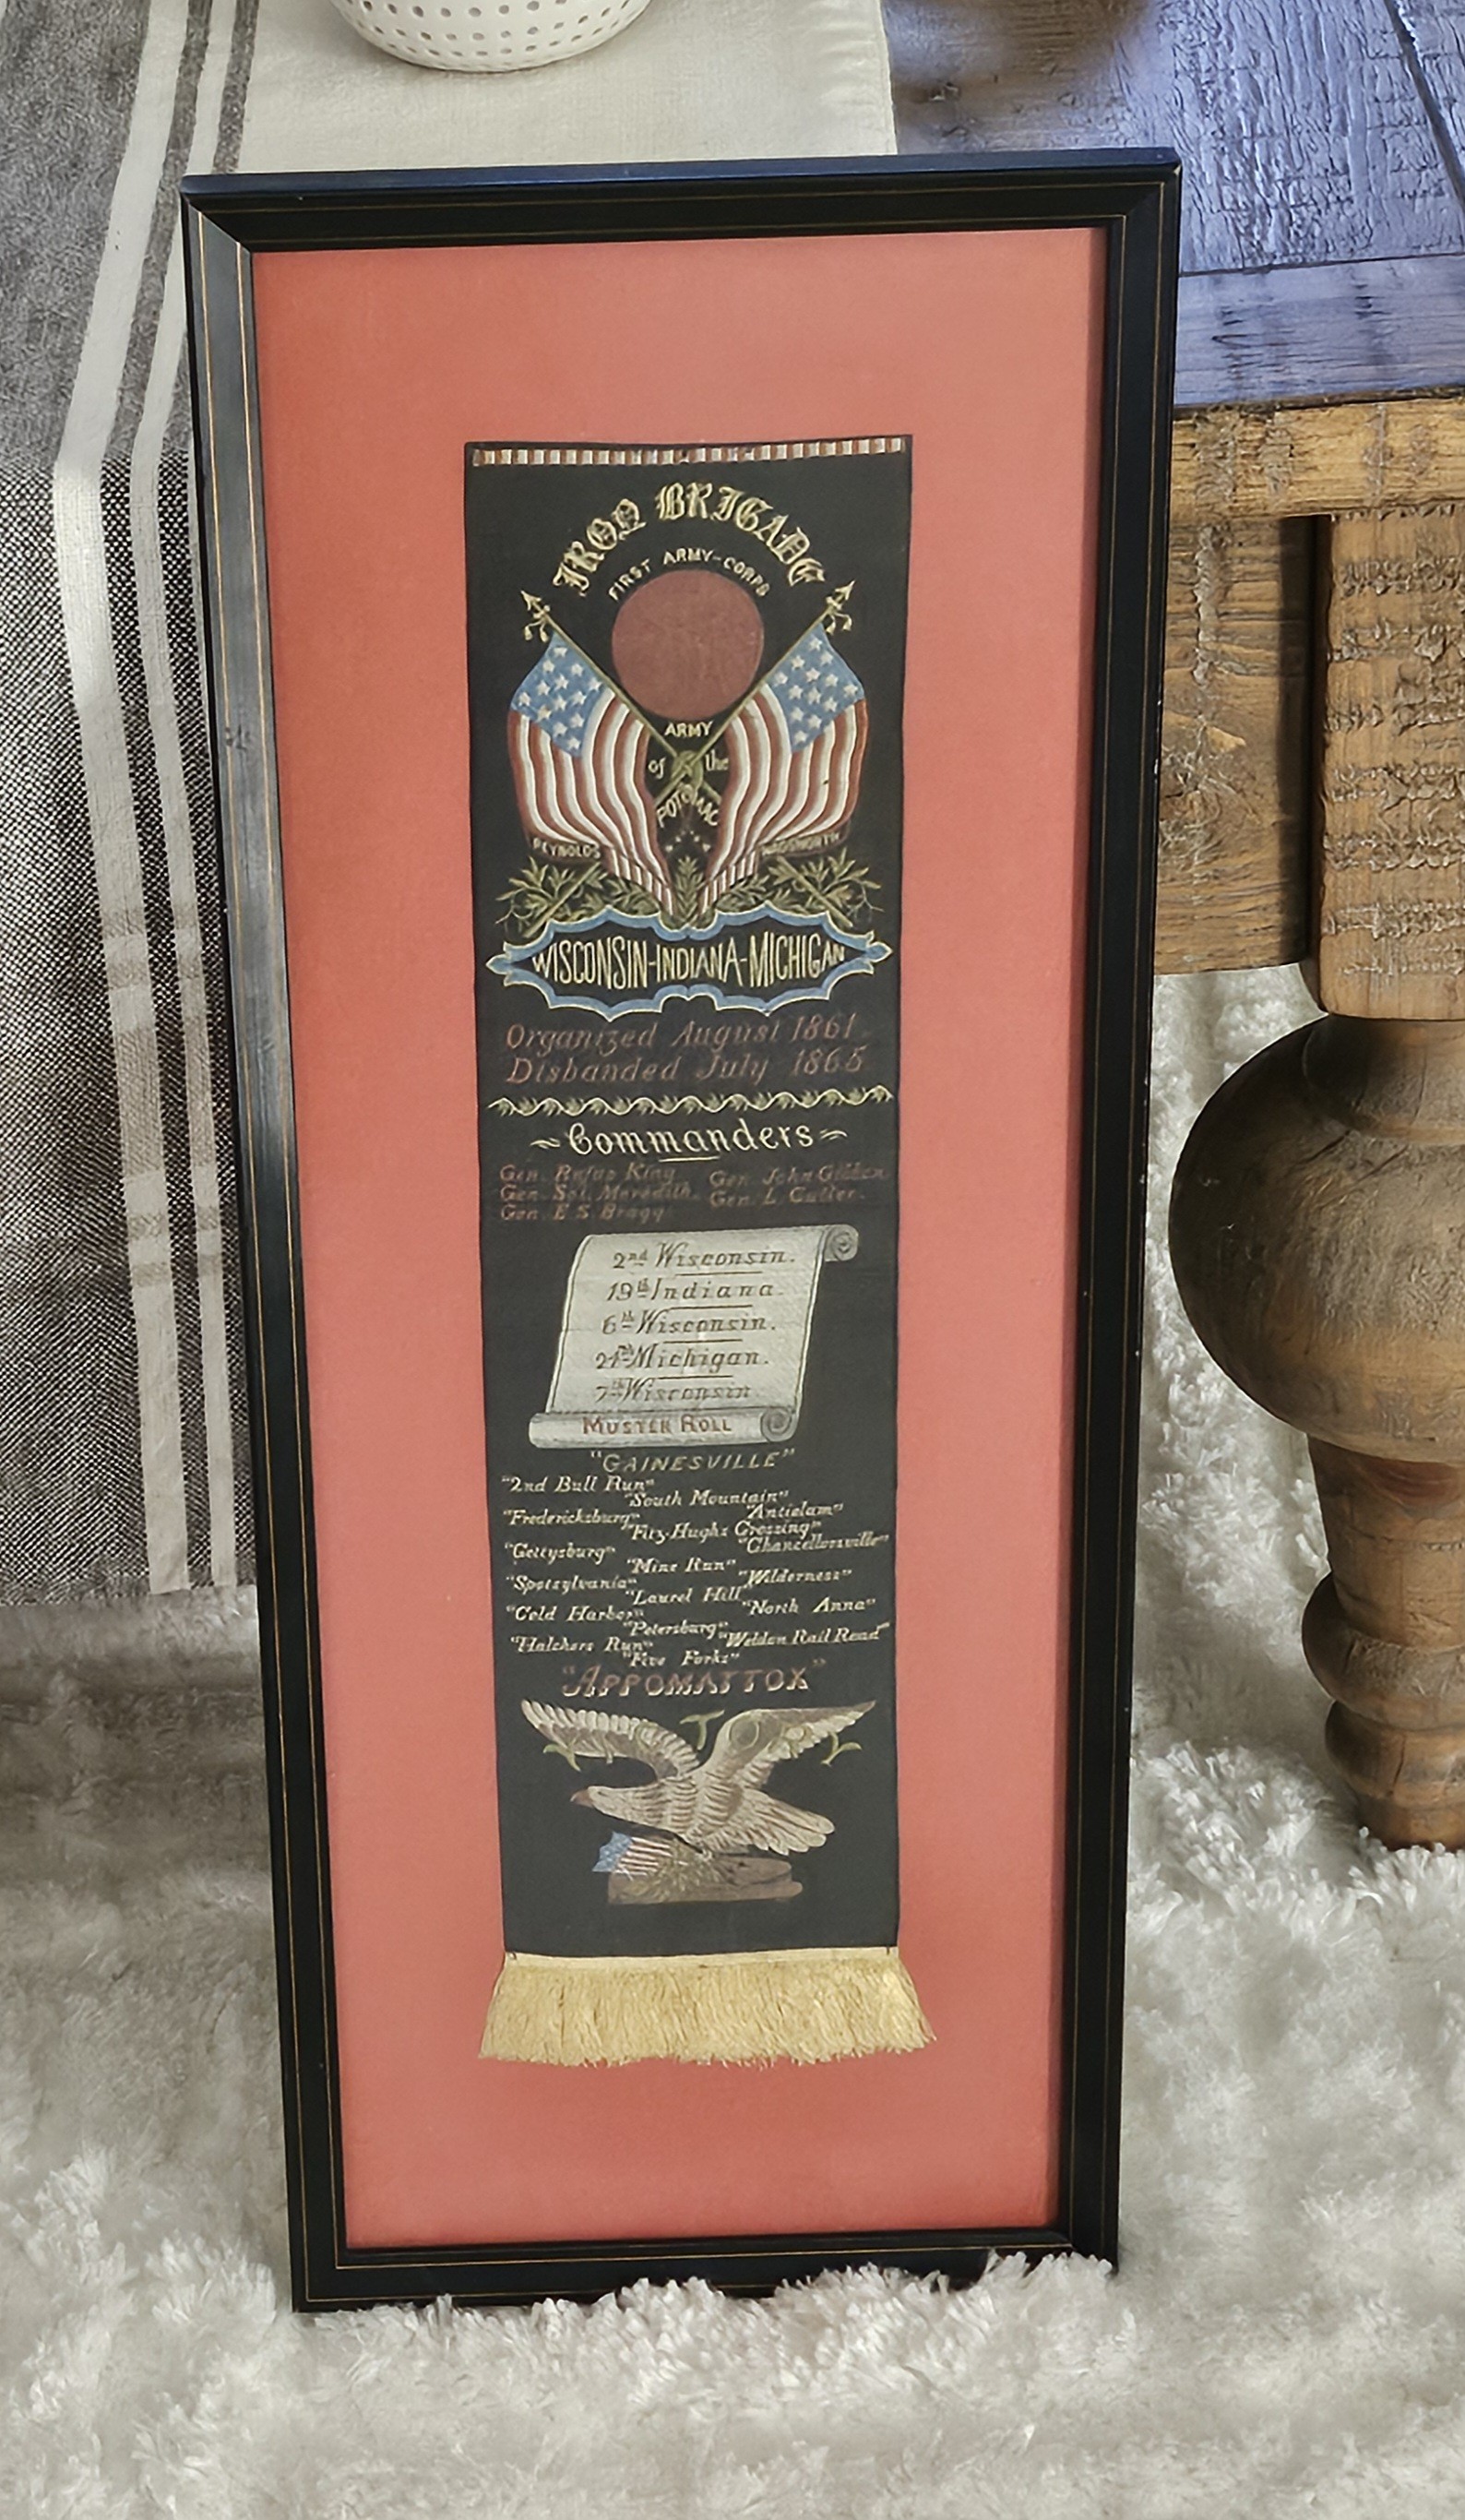 IRON BRIGADE
FIRST ARMY-CORPS
ARMY
of the
POTOMAC
REYNOLDS WADSWORTH
WISCONSIN-INDIANA-MICHIGAN
Organized August 1861.
Disbanded July 1865.
Commanders
Gen. Rufus King Gen. John Gibbon
Gen. Sol. Meredith. Gen. L Cutler.
Gen. E S. Bragg
2nd Wisconsin.
19th Indiana.
6th Wisconsin.
24th Michigan.
7th Wisconsin.
MUSTER ROLL
"GAINESVILLE"
"2nd Bull Run"
"South Mountain"
"Fredericksburg" "Antietam"
"Fitz-Hughs Crossing"
"Gettysburg" "Chancellorsville"
"Mine Run"
"Spotsylvania" "Wilderness"
"Laurel Hill"
"Cold Harbor" "North Anna"
"Petersburg"
"Hatchers Run" "Weldon Rail Road"
"Five Forks"
"APPOMATTOX"